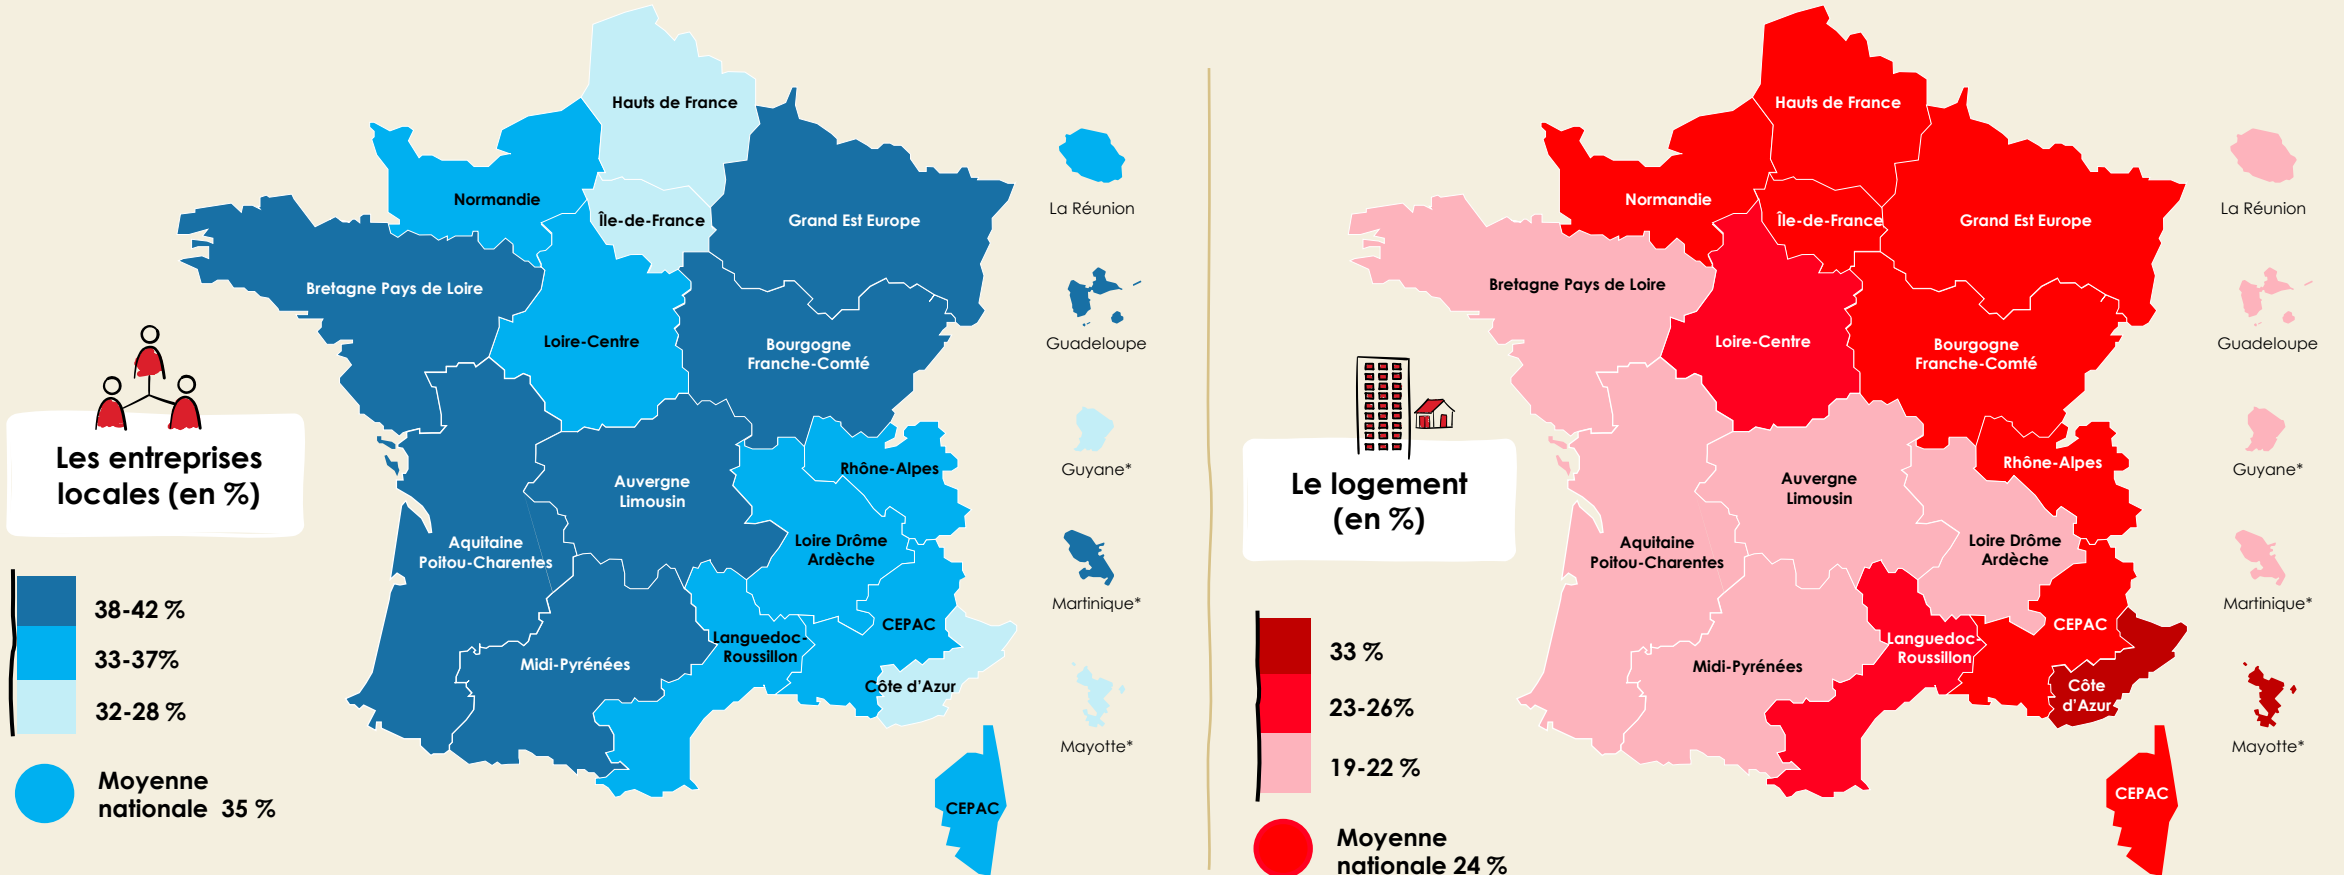 Hauts de France
Normandie
Île-de-France
Grand Est Europe
Bretagne Pays de Loire
Loire-Centre
Bourgogne
Franche-Comté
Rhône-Alpes
Auvergne
Limousin
Aquitaine
Poitou-Charentes
Loire Drôme
Ardèche
CEPAC
Languedoc-
Roussillon
Midi-Pyrénées
Côte d'Azur
CEPAC
La Réunion
Guadeloupe
Guyane*
Martinique*
Mayotte*
Les entreprises
locales (en %)
38-42 %
33-37%
32-28 %
Moyenne
nationale 35 %
Hauts de France
Normandie
Île-de-France
Grand Est Europe
Bretagne Pays de Loire
Loire-Centre
Bourgogne
Franche-Comté
Rhône-Alpes
Auvergne
Limousin
Aquitaine
Poitou-Charentes
Loire Drôme
Ardèche
CEPAC
Languedoc-
Roussillon
Midi-Pyrénées
Côte
d'Azur
CEPAC
La Réunion
Guadeloupe
Guyane*
Martinique*
Mayotte*
Le logement
(en %)
33 %
23-26%
19-22 %
Moyenne
nationale 24 %